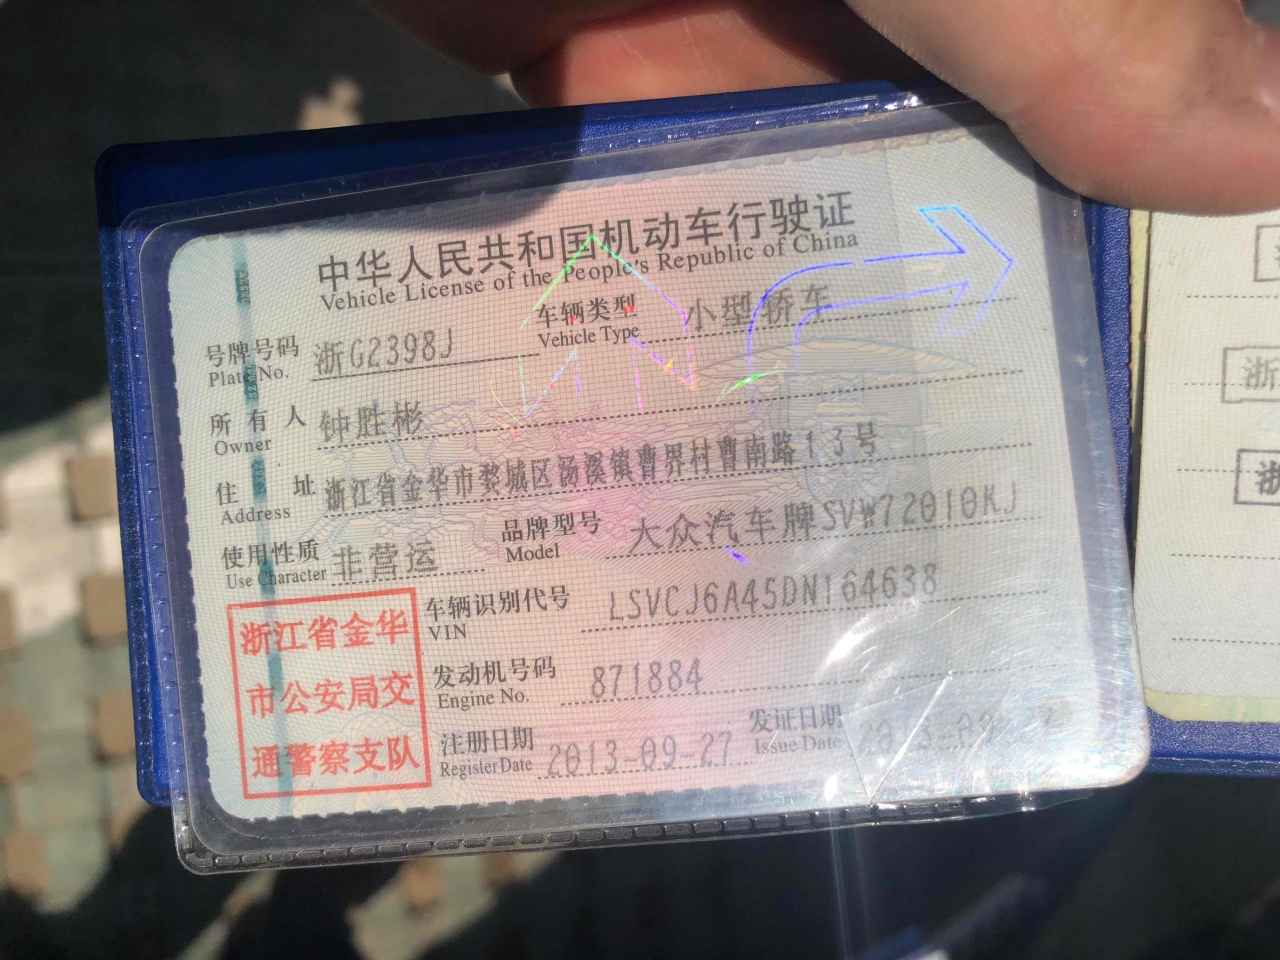 中华人民共和国机动车行驶证
Vehicle License of the People's Republic of China
号牌号码 浙G2398J 车辆类型 小型轿车
Plate No. Vehicle Type
所有人 钟胜彬
Owner
住址 浙江省金华市婺城区汤溪镇曹界村曹南路13号
Address
使用性质 非营运 品牌型号 大众汽车牌SVW72010KJ
Use Character Model
车辆识别代号 LSVCJ6A45DN164638
VIN
发动机号码 871884
Engine No.
注册日期 2013-09-27 发证日期
Register Date Issue Date
浙江省金华
市公安局交
通警察支队
浙
浙